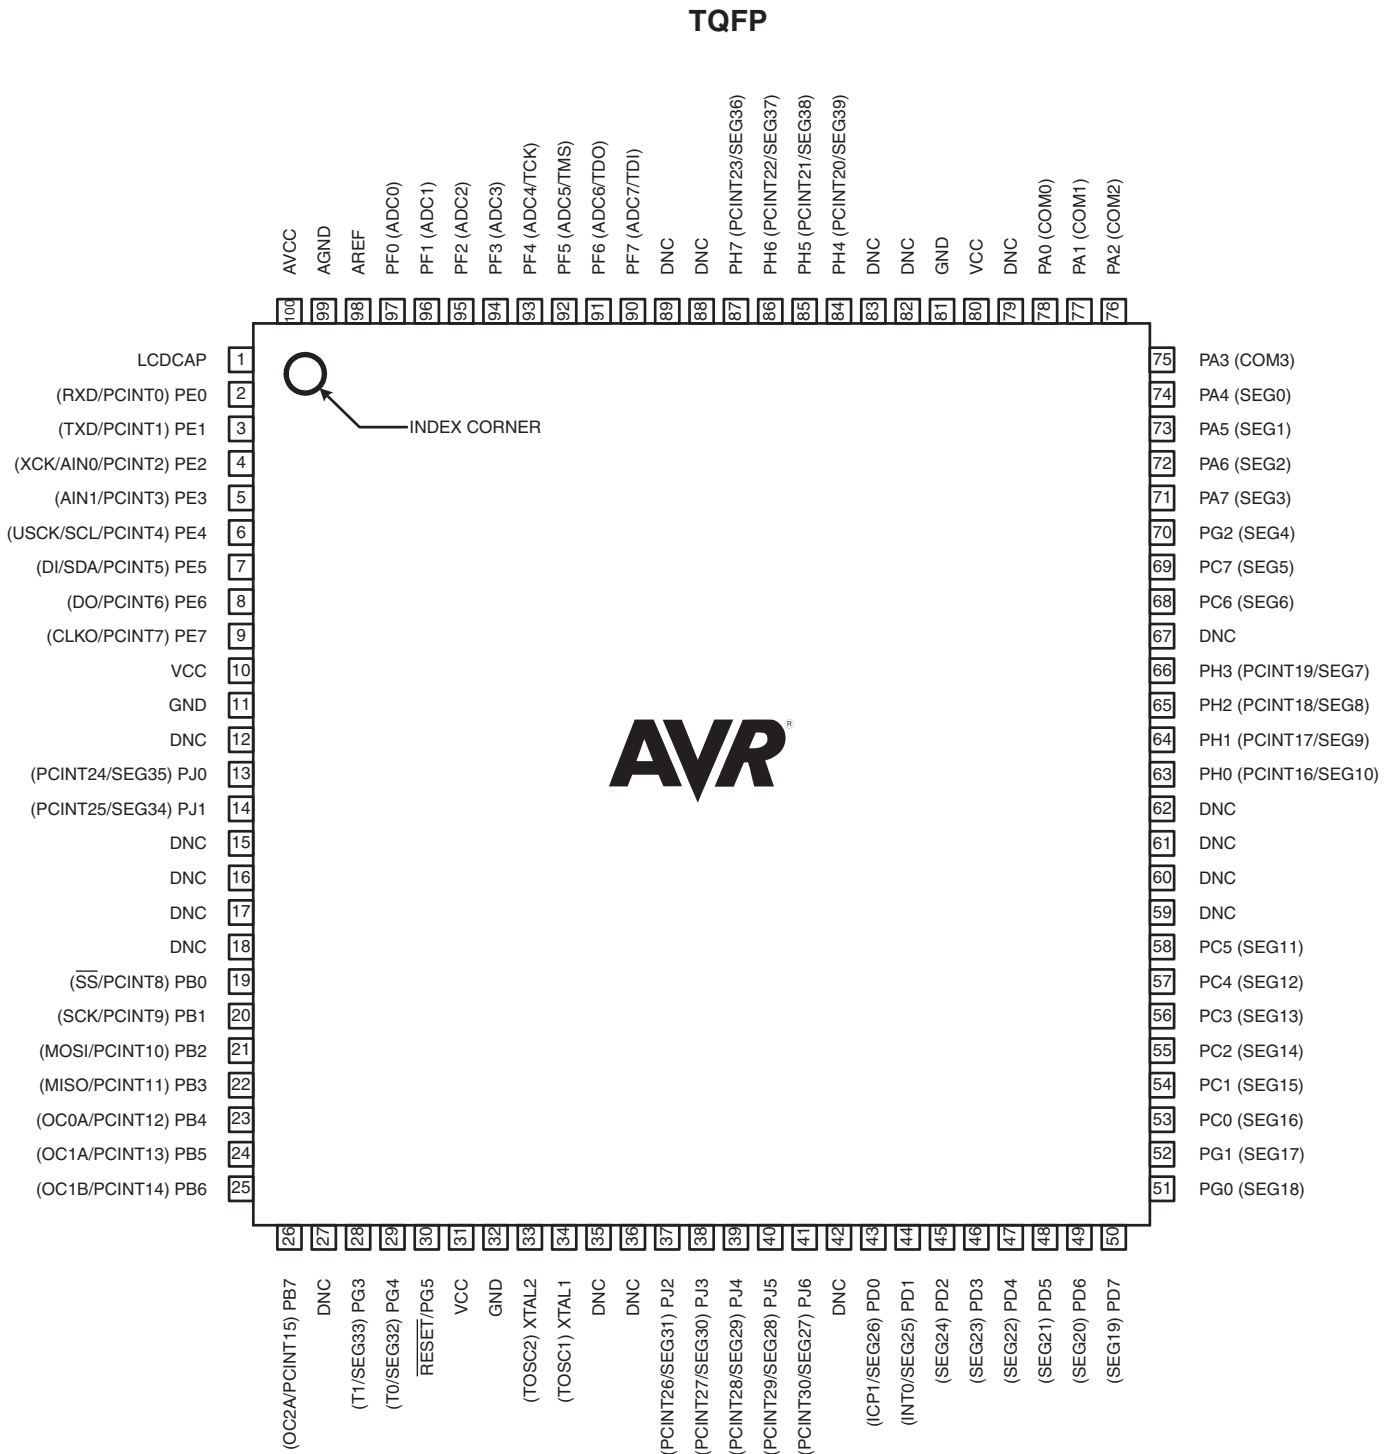 TQFP
AVCC
AGND
AREF
PF0 (ADC0)
PF1 (ADC1)
PF2 (ADC2)
PF3 (ADC3)
PF4 (ADC4/TCK)
PF5 (ADC5/TMS)
PF6 (ADC6/TDO)
PF7 (ADC7/TDI)
DNC
DNC
PH7 (PCINT23/SEG36)
PH6 (PCINT22/SEG37)
PH5 (PCINT21/SEG38)
PH4 (PCINT20/SEG39)
DNC
DNC
GND
VCC
DNC
PA0 (COM0)
PA1 (COM1)
PA2 (COM2)
100 99 98 97 96 95 94 93 92 91 90 89 88 87 86 85 84 83 82 81 80 79 78 77 76
LCDCAP 1
(RXD/PCINT0) PE0 2
(TXD/PCINT1) PE1 3
(XCK/AIN0/PCINT2) PE2 4
(AIN1/PCINT3) PE3 5
(USCK/SCL/PCINT4) PE4 6
(DI/SDA/PCINT5) PE5 7
(DO/PCINT6) PE6 8
(CLKO/PCINT7) PE7 9
VCC 10
GND 11
DNC 12
(PCINT24/SEG35) PJ0 13
(PCINT25/SEG34) PJ1 14
DNC 15
DNC 16
DNC 17
DNC 18
(SS/PCINT8) PB0 19
(SCK/PCINT9) PB1 20
(MOSI/PCINT10) PB2 21
(MISO/PCINT11) PB3 22
(OC0A/PCINT12) PB4 23
(OC1A/PCINT13) PB5 24
(OC1B/PCINT14) PB6 25
INDEX CORNER
AVR®
75 PA3 (COM3)
74 PA4 (SEG0)
73 PA5 (SEG1)
72 PA6 (SEG2)
71 PA7 (SEG3)
70 PG2 (SEG4)
69 PC7 (SEG5)
68 PC6 (SEG6)
67 DNC
66 PH3 (PCINT19/SEG7)
65 PH2 (PCINT18/SEG8)
64 PH1 (PCINT17/SEG9)
63 PH0 (PCINT16/SEG10)
62 DNC
61 DNC
60 DNC
59 DNC
58 PC5 (SEG11)
57 PC4 (SEG12)
56 PC3 (SEG13)
55 PC2 (SEG14)
54 PC1 (SEG15)
53 PC0 (SEG16)
52 PG1 (SEG17)
51 PG0 (SEG18)
26 27 28 29 30 31 32 33 34 35 36 37 38 39 40 41 42 43 44 45 46 47 48 49 50
(OC2A/PCINT15) PB7
DNC
(T1/SEG33) PG3
(T0/SEG32) PG4
RESET/PG5
VCC
GND
(TOSC2) XTAL2
(TOSC1) XTAL1
DNC
DNC
(PCINT26/SEG31) PJ2
(PCINT27/SEG30) PJ3
(PCINT28/SEG29) PJ4
(PCINT29/SEG28) PJ5
(PCINT30/SEG27) PJ6
DNC
(ICP1/SEG26) PD0
(INT0/SEG25) PD1
(SEG24) PD2
(SEG23) PD3
(SEG22) PD4
(SEG21) PD5
(SEG20) PD6
(SEG19) PD7